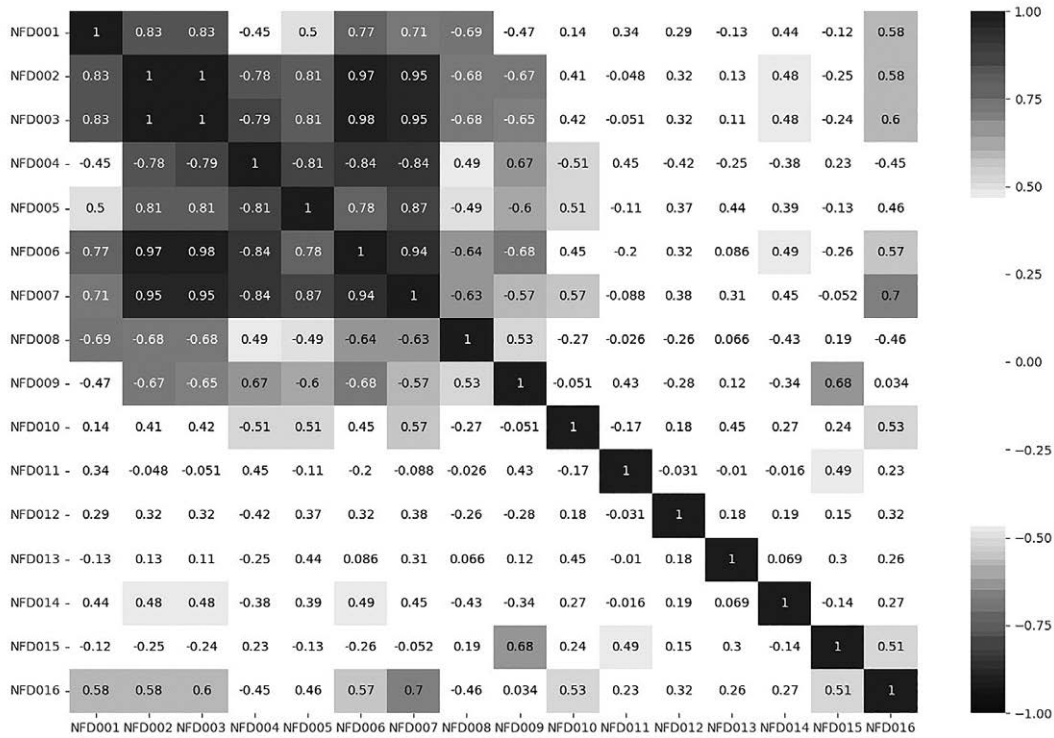 NFD001 - 1 0.83 0.83 -0.45 0.5 0.77 0.71 -0.69 -0.47 0.14 0.34 0.29 -0.13 0.44 -0.12 0.58
NFD002 - 0.83 1 1 -0.78 0.81 0.97 0.95 -0.68 -0.67 0.41 -0.048 0.32 0.13 0.48 -0.25 0.58
NFD003 - 0.83 1 1 -0.79 0.81 0.98 0.95 -0.68 -0.65 0.42 -0.051 0.32 0.11 0.48 -0.24 0.6
NFD004 - -0.45 -0.78 -0.79 1 -0.81 -0.84 -0.84 0.49 0.67 -0.51 0.45 -0.42 -0.25 -0.38 0.23 -0.45
NFD005 - 0.5 0.81 0.81 -0.81 1 0.78 0.87 -0.49 -0.6 0.51 -0.11 0.37 0.44 0.39 -0.13 0.46
NFD006 - 0.77 0.97 0.98 -0.84 0.78 1 0.94 -0.64 -0.68 0.45 -0.2 0.32 0.086 0.49 -0.26 0.57
NFD007 - 0.71 0.95 0.95 -0.84 0.87 0.94 1 -0.63 -0.57 0.57 -0.088 0.38 0.31 0.45 -0.052 0.7
NFD008 - -0.69 -0.68 -0.68 0.49 -0.49 -0.64 -0.63 1 0.53 -0.27 -0.026 -0.26 0.066 -0.43 0.19 -0.46
NFD009 - -0.47 -0.67 -0.65 0.67 -0.6 -0.68 -0.57 0.53 1 -0.051 0.43 -0.28 0.12 -0.34 0.68 0.034
NFD010 - 0.14 0.41 0.42 -0.51 0.51 0.45 0.57 -0.27 -0.051 1 -0.17 0.18 0.45 0.27 0.24 0.53
NFD011 - 0.34 -0.048 -0.051 0.45 -0.11 -0.2 -0.088 -0.026 0.43 -0.17 1 -0.031 -0.01 -0.016 0.49 0.23
NFD012 - 0.29 0.32 0.32 -0.42 0.37 0.32 0.38 -0.26 -0.28 0.18 -0.031 1 0.18 0.19 0.15 0.32
NFD013 - -0.13 0.13 0.11 -0.25 0.44 0.086 0.31 0.066 0.12 0.45 -0.01 0.18 1 0.069 0.3 0.26
NFD014 - 0.44 0.48 0.48 -0.38 0.39 0.49 0.45 -0.43 -0.34 0.27 -0.016 0.19 0.069 1 -0.14 0.27
NFD015 - -0.12 -0.25 -0.24 0.23 -0.13 -0.26 -0.052 0.19 0.68 0.24 0.49 0.15 0.3 -0.14 1 0.51
NFD016 - 0.58 0.58 0.6 -0.45 0.46 0.57 0.7 -0.46 0.034 0.53 0.23 0.32 0.26 0.27 0.51 1
NFD001 NFD002 NFD003 NFD004 NFD005 NFD006 NFD007 NFD008 NFD009 NFD010 NFD011 NFD012 NFD013 NFD014 NFD015 NFD016
1.00
0.75
0.50
0.25
0.00
-0.25
-0.50
-0.75
-1.00